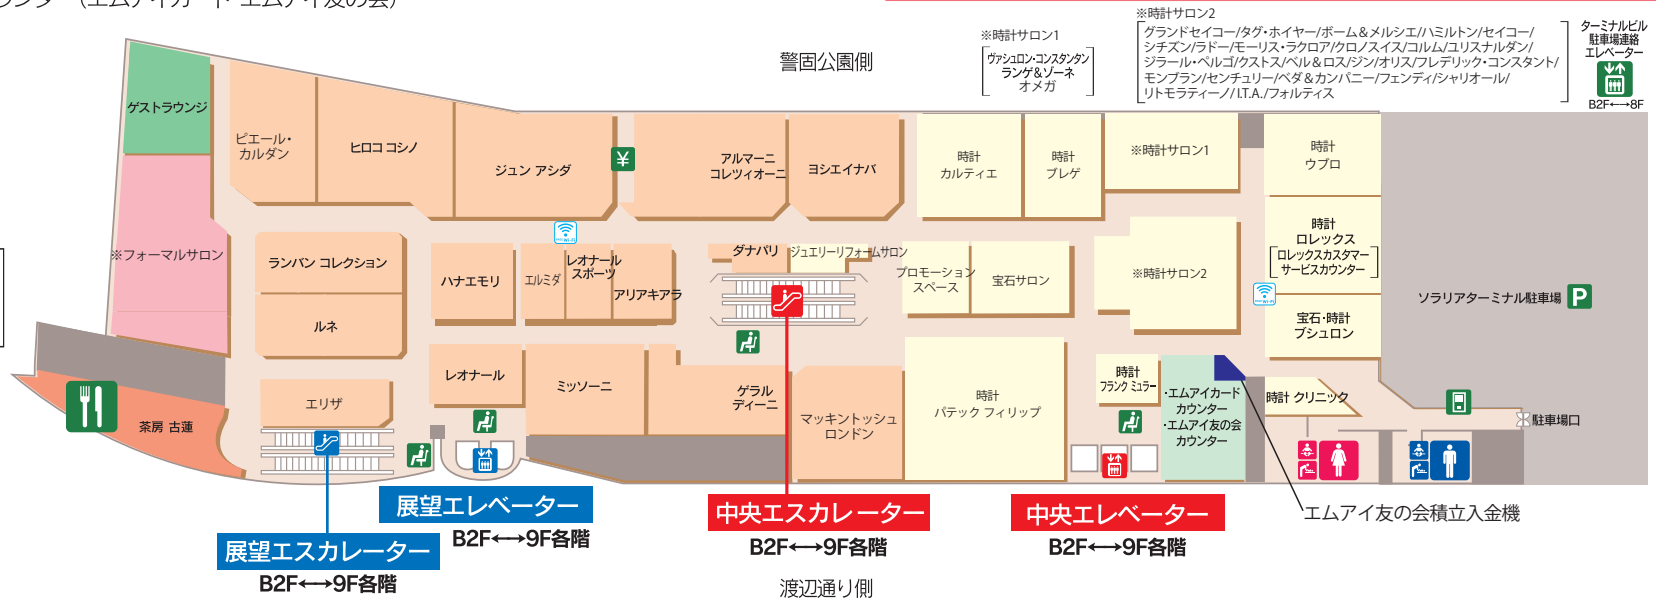 ンター（エムアイカード エムアイ友の会）
※時計サロン1
ヴァシュロン・コンスタンタン
ランゲ&ゾーネ
オメガ
※時計サロン2
グランドセイコー/タグ・ホイヤー/ボーム&メルシエ/ハミルトン/セイコー/
シチズン/ラドー/モーリス・ラクロア/クロノスイス/コルム/ユリスナルダン/
ジラール・ペルゴ/クストス/ベル&ロス/ジン/オリス/フレデリック・コンスタント/
モンブラン/センチュリー/ベダ&カンパニー/フェンディ/シャリオール/
リトモラティーノ/I.T.A./フォルティス
ターミナルビル
駐車場連絡
エレベーター
B2F←→8F
警固公園側
ゲストラウンジ
ピエール・
カルダン
ヒロココシノ
ジュン アシダ
¥
アルマーニ
コレツィオーニ
ヨシエイナバ
時計
カルティエ
時計
ブレゲ
※時計サロン1
時計
ウブロ
※フォーマルサロン
ランバン コレクション
ルネ
ハナエモリ
エルミダ
レオナール
スポーツ
アリアキアラ
Wi-Fi
ダナパリ
ジュエリーリフォームサロン
プロモーション
スペース
宝石サロン
※時計サロン2
時計
ロレックス
ロレックスカスタマー
サービスカウンター
宝石・時計
ブシュロン
ソラリアターミナル駐車場
P
茶房 古蓮
エリザ
レオナール
ミッソーニ
ゲラル
ディーニ
マッキントッシュ
ロンドン
時計
パテック フィリップ
時計
フランク ミュラー
・エムアイカード
カウンター
・エムアイ友の会
カウンター
時計 クリニック
駐車場口
エムアイ友の会積立入金機
展望エスカレーター
B2F←→9F各階
展望エレベーター
B2F←→9F各階
中央エスカレーター
B2F←→9F各階
中央エレベーター
B2F←→9F各階
渡辺通り側